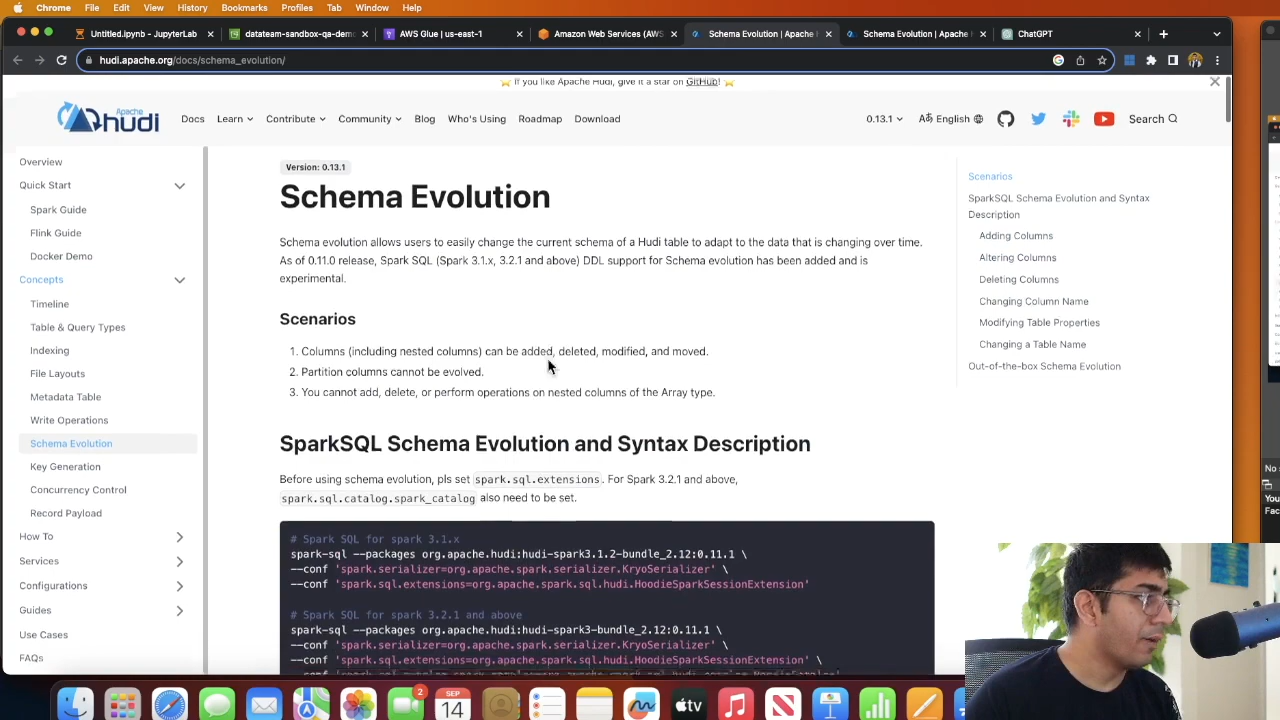 Chrome File Edit View History Bookmarks Profiles Tab Window Help
Untitled.ipynb - JupyterLab
dateteam-sandbox-qa-demo
AWS Glue | us-east-1
Amazon Web Services (AWS
Schema Evolution | Apache H
Schema Evolution | Apache H
ChatGPT
hudi.apache.org/docs/schema_evolution/
⭐️ If you like Apache Hudi, give it a star on GitHub! ⭐
Apache
hudi
Docs Learn Contribute Community Blog Who's Using Roadmap Download
0.13.1 English Search
Overview
Quick Start
Spark Guide
Flink Guide
Docker Demo
Concepts
Timeline
Table & Query Types
Indexing
File Layouts
Metadata Table
Write Operations
Schema Evolution
Key Generation
Concurrency Control
Record Payload
How To
Services
Configurations
Guides
Use Cases
FAQs
Version: 0.13.1
Schema Evolution
Schema evolution allows users to easily change the current schema of a Hudi table to adapt to the data that is changing over time.
As of 0.11.0 release, Spark SQL (Spark 3.1.x, 3.2.1 and above) DDL support for Schema evolution has been added and is
experimental.
Scenarios
1. Columns (including nested columns) can be added, deleted, modified, and moved.
2. Partition columns cannot be evolved.
3. You cannot add, delete, or perform operations on nested columns of the Array type.
SparkSQL Schema Evolution and Syntax Description
Before using schema evolution, pls set spark.sql.extensions. For Spark 3.2.1 and above,
spark.sql.catalog.spark_catalog also need to be set.
# Spark SQL for spark 3.1.x
spark-sql --packages org.apache.hudi:hudi-spark3.1.2-bundle_2.12:0.11.1 \
--conf 'spark.serializer=org.apache.spark.serializer.KryoSerializer' \
--conf 'spark.sql.extensions=org.apache.spark.sql.hudi.HoodieSparkSessionExtension'
# Spark SQL for spark 3.2.1 and above
spark-sql --packages org.apache.hudi:hudi-spark3-bundle_2.12:0.11.1 \
--conf 'spark.serializer=org.apache.spark.serializer.KryoSerializer' \
--conf 'spark.sql.extensions=org.apache.spark.sql.hudi.HoodieSparkSessionExtension' \
Scenarios
SparkSQL Schema Evolution and Syntax
Description
Adding Columns
Altering Columns
Deleting Columns
Changing Column Name
Modifying Table Properties
Changing a Table Name
Out-of-the-box Schema Evolution
No s
You
Fac
2
SEP
14
tv